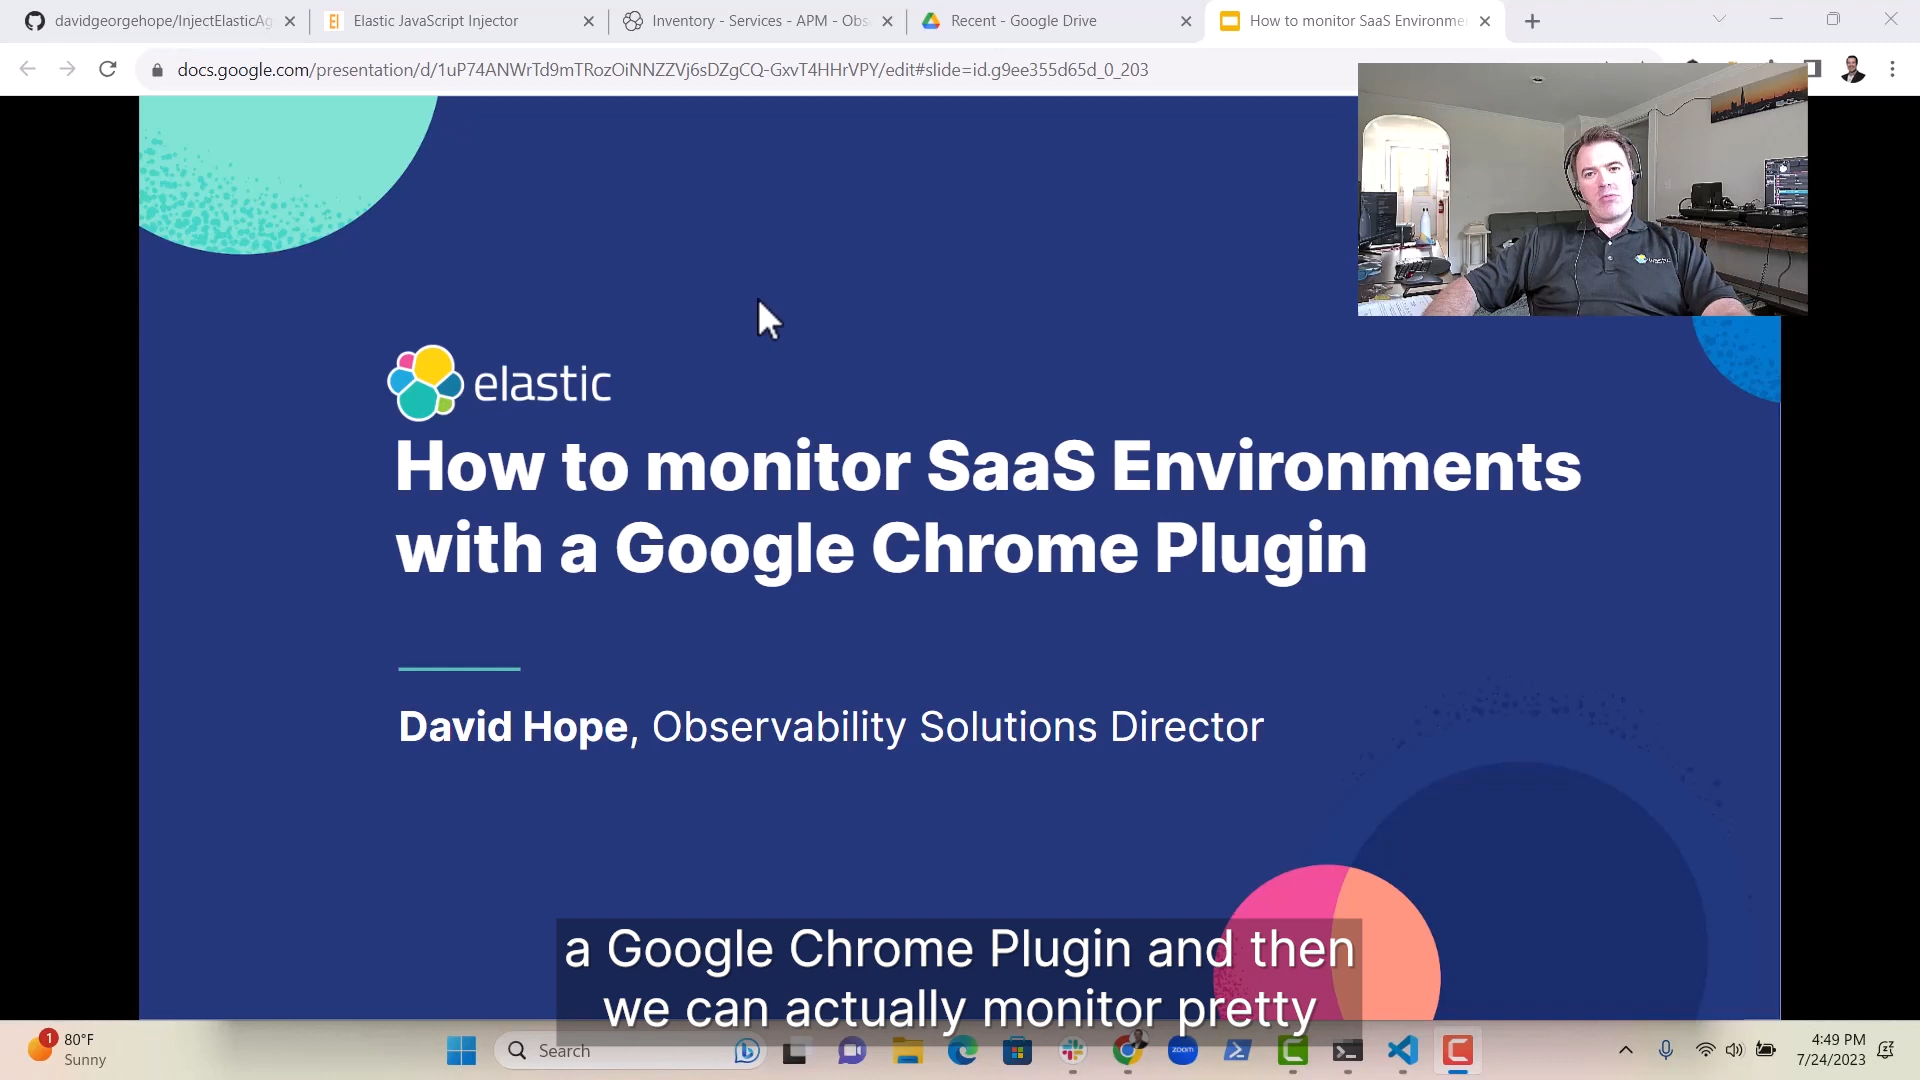 davidgeorgehope/InjectElasticAg
Elastic JavaScript Injector
Inventory - Services - APM - Obs
Recent - Google Drive
How to monitor SaaS Environme
docs.google.com/presentation/d/1uP74ANWrTd9mTRozOiNNZZVj6sDZgCQ-GxvT4HHrVPY/edit#slide=id.g9ee355d65d_0_203
elastic
How to monitor SaaS Environments
with a Google Chrome Plugin
David Hope, Observability Solutions Director
a Google Chrome Plugin and then
we can actually monitor pretty
1
80°F
Sunny
Search
zoom
4:49 PM
7/24/2023